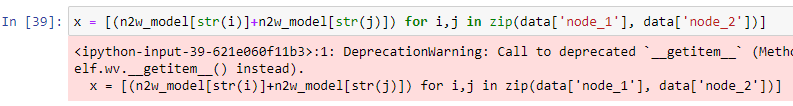 In [39]: x = [(n2w_model[str(i)]+n2w_model[str(j)]) for i,j in zip(data['node_1'], data['node_2'])]
<ipython-input-39-621e060f11b3>:1: DeprecationWarning: Call to deprecated `__getitem__` (Metho
elf.wv.__getitem__() instead).
x = [(n2w_model[str(i)]+n2w_model[str(j)]) for i,j in zip(data['node_1'], data['node_2'])]